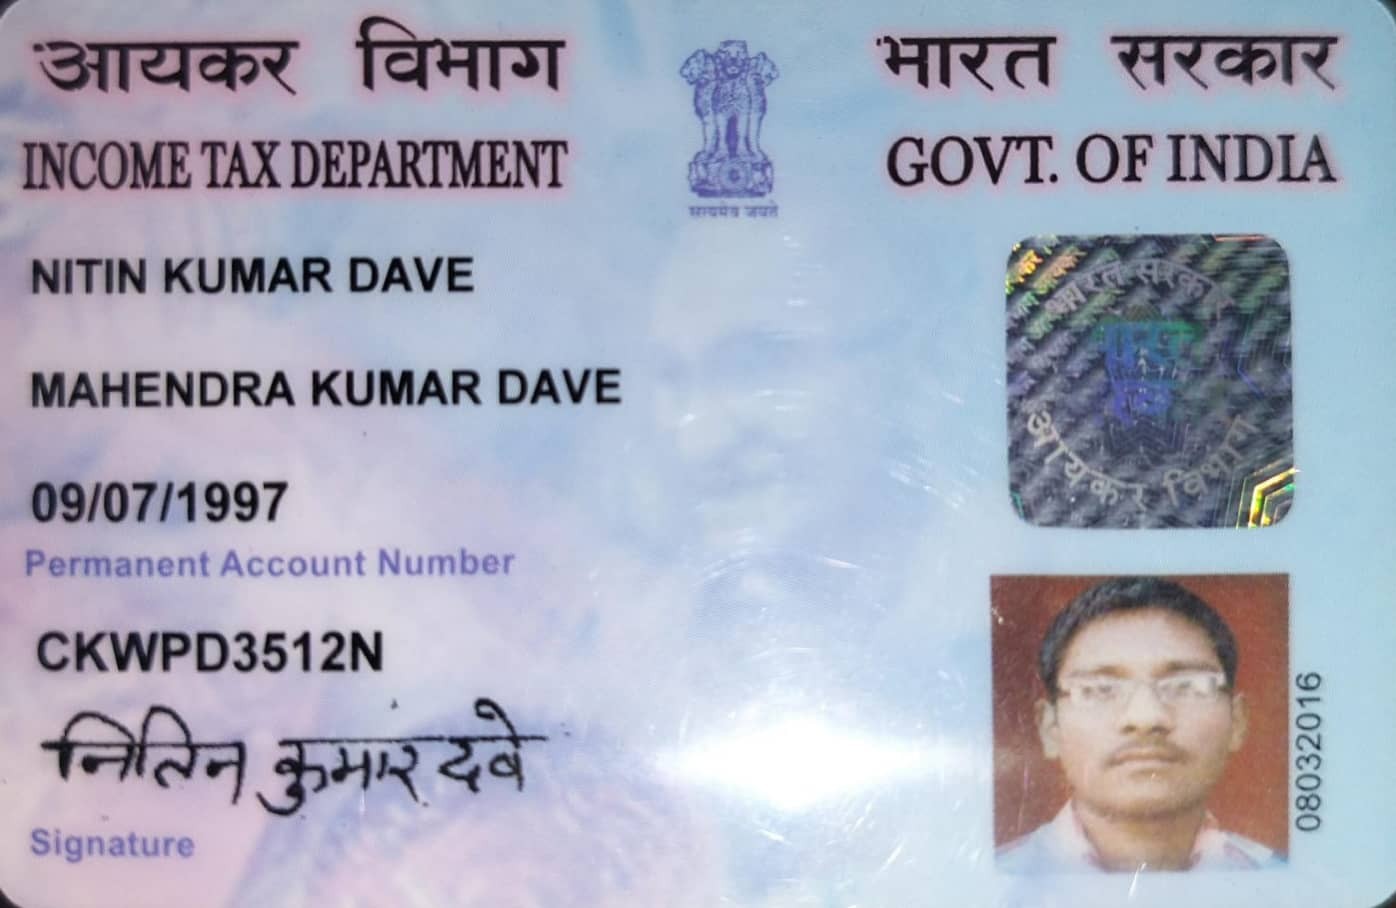 आयकर विभाग
भारत सरकार
INCOME TAX DEPARTMENT
GOVT. OF INDIA
सत्यमेव जयते
NITIN KUMAR DAVE
MAHENDRA KUMAR DAVE
09/07/1997
Permanent Account Number
CKWPD3512N
नितिन कुमार दवे
Signature
भारत सरकार
आयकर विभाग
08032016